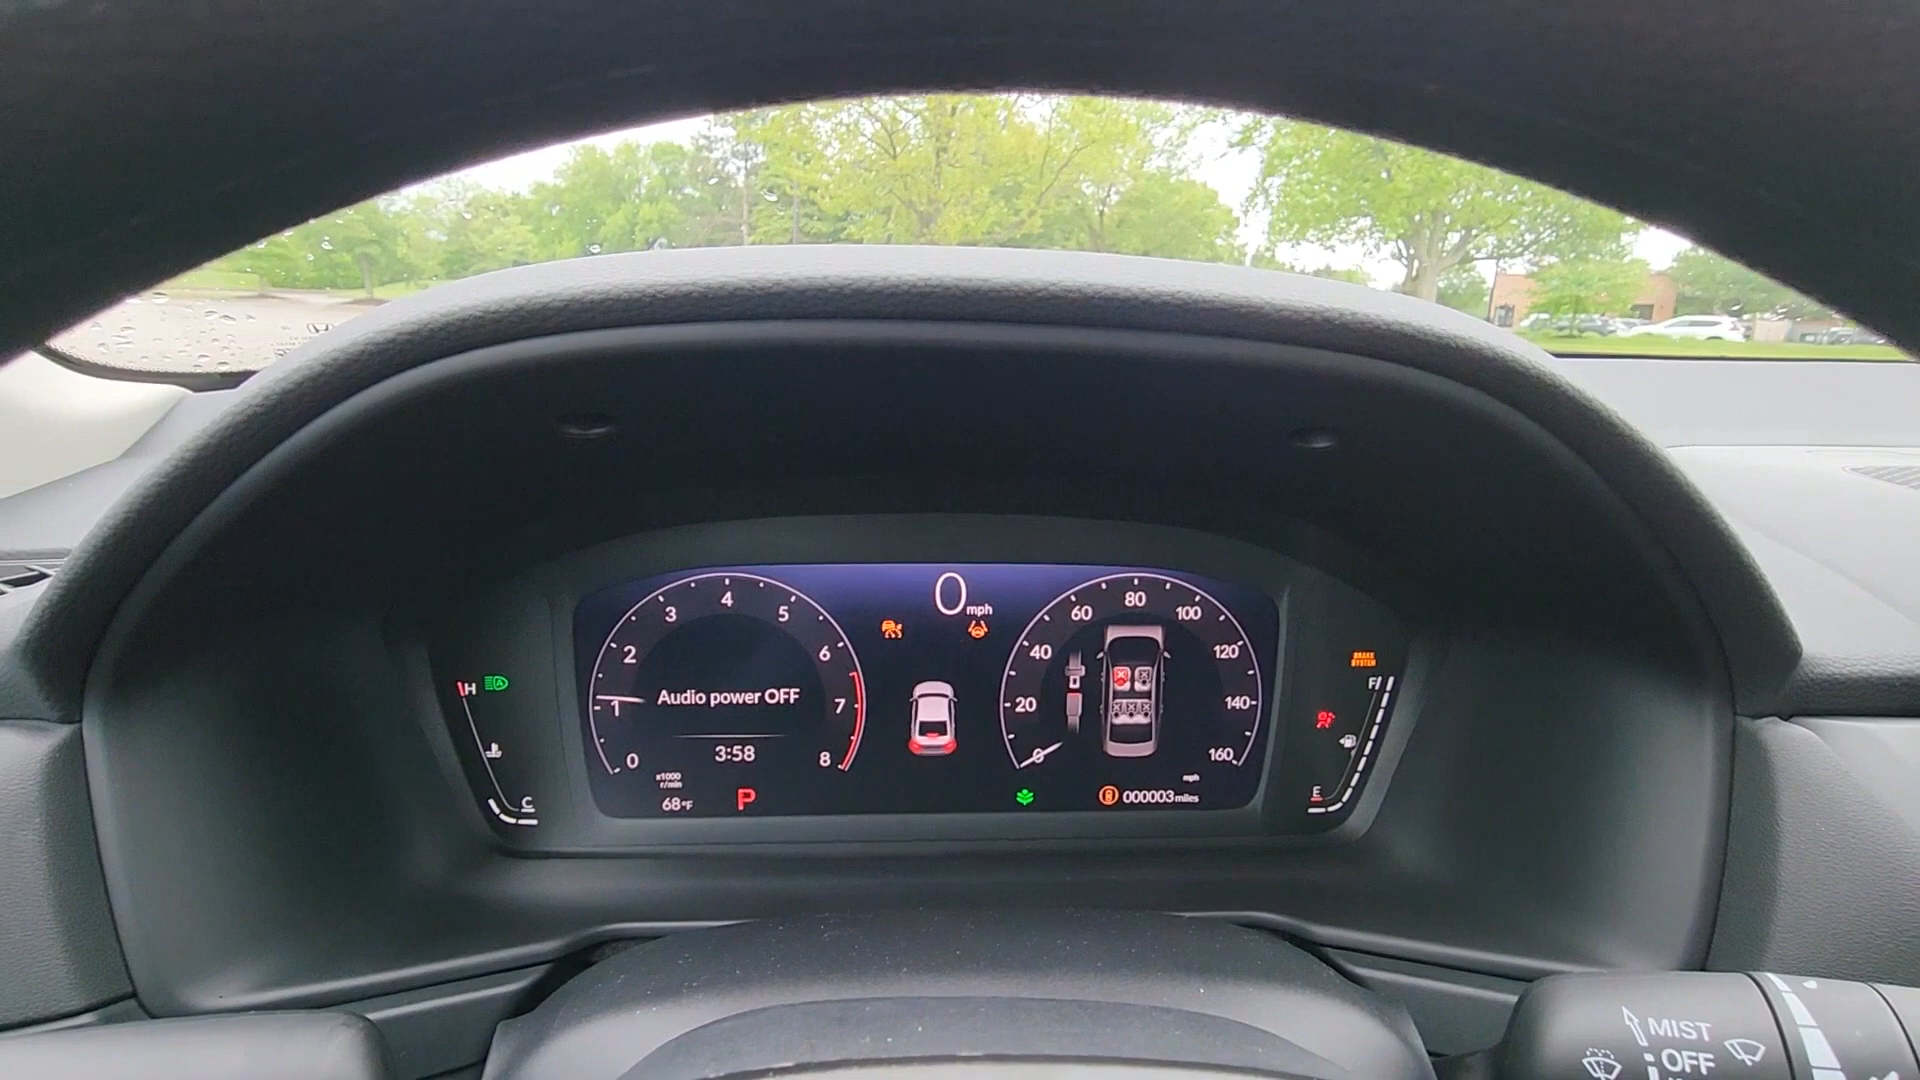 0 mph
0
1
2
3
4
5
6
7
8
x1000
r/min
Audio power OFF
3:58
68°F
P
H
A
C
0
20
40
60
80
100
120
140
160
mph
000003 miles
BRAKE
SYSTEM
F
E
MIST
OFF